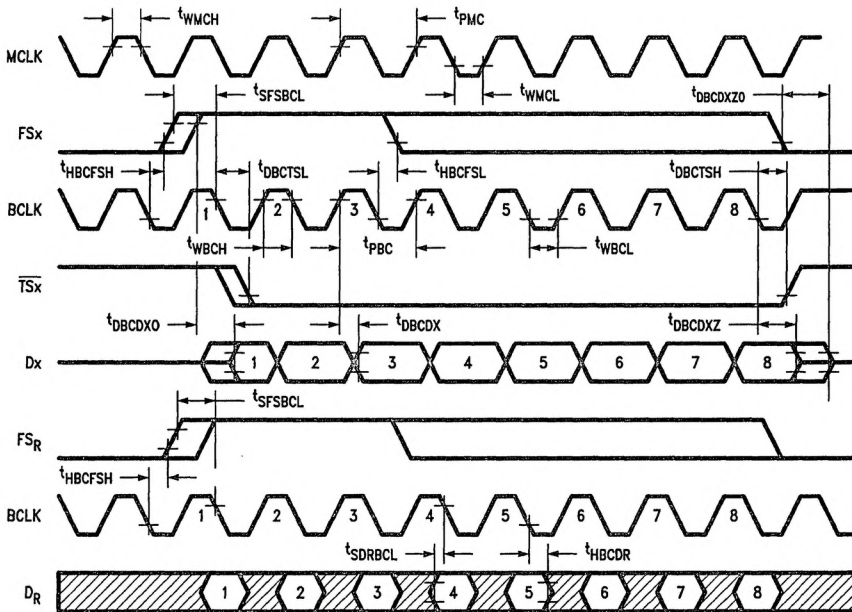 tWMCH tPMC
MCLK
tSFSBCL tWMCL tDBCDXZO
FSx
tHBCFSH tDBCTSL tHBCFSL tDBCTSH
BCLK 1 2 3 4 5 6 7 8
tWBCH tPBC tWBCL
TSx
tDBCDXO tDBCDX tDBCDXZ
Dx 1 2 3 4 5 6 7 8
tSFSBCL
FSR
tHBCFSH
BCLK 1 2 3 4 5 6 7 8
tSDRBCL tHBCDR
DR 1 2 3 4 5 6 7 8